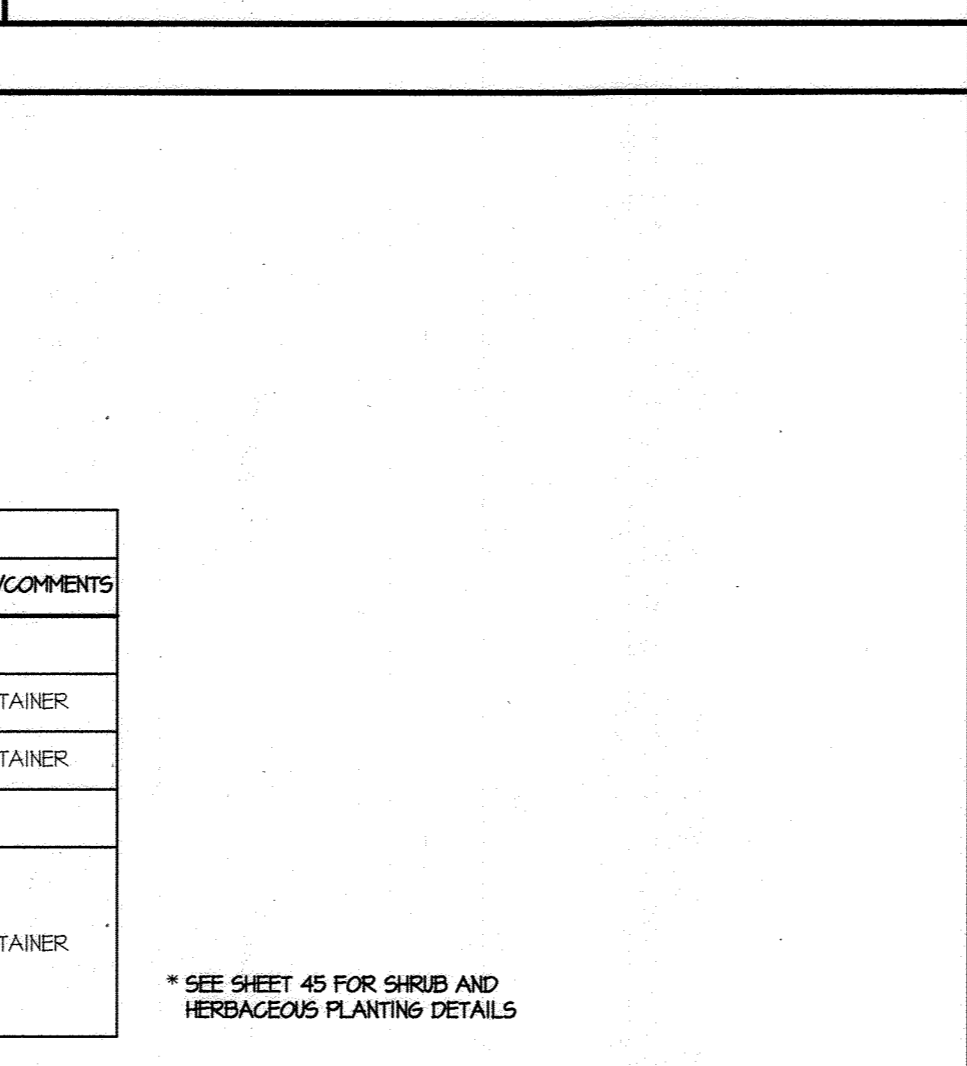 /COMMENTS
TAINER
TAINER
TAINER
* SEE SHEET 45 FOR SHRUB AND
HERBACEOUS PLANTING DETAILS